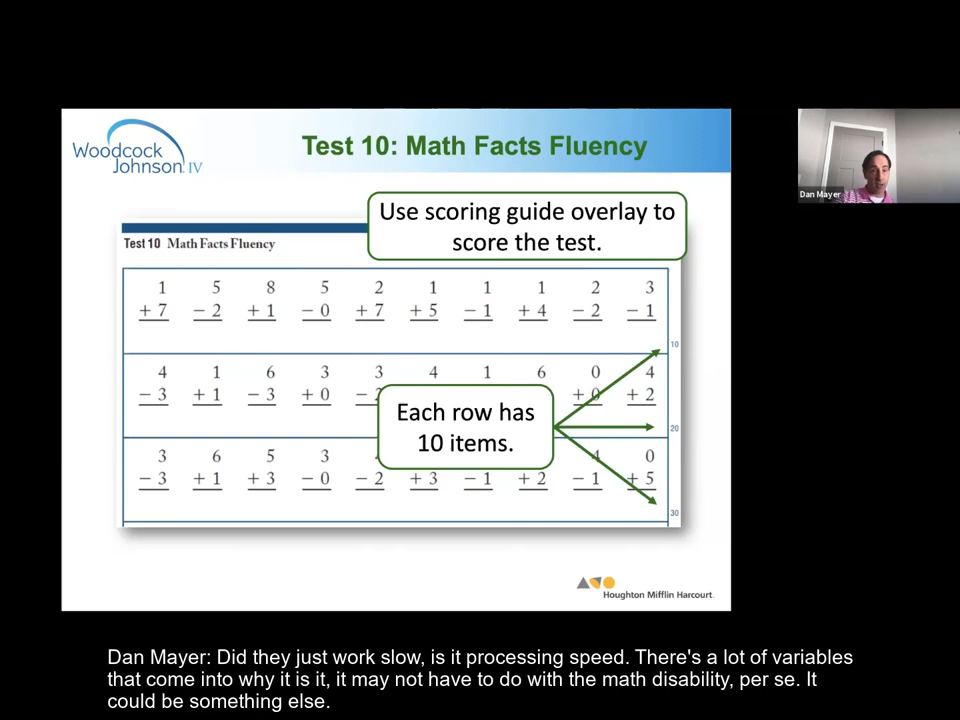 Woodcock
Johnson IV
Test 10: Math Facts Fluency
Dan Mayer
Use scoring guide overlay to
score the test.
Test 10 Math Facts Fluency
1 5 8 5 2 1 1 1 2 3
+ 7 − 2 + 1 − 0 + 7 + 5 − 1 + 4 − 2 − 1
10
4 1 6 3 3 4 1 6 0 4
− 3 + 1 − 3 + 0 − + 0 + 2
Each row has
10 items.
20
3 6 5 3 4 0
− 3 + 1 + 3 − 0 − 2 + 3 − 1 + 2 − 1 + 5
30
Houghton Mifflin Harcourt.
Dan Mayer: Did they just work slow, is it processing speed. There's a lot of variables
that come into why it is it, it may not have to do with the math disability, per se. It
could be something else.